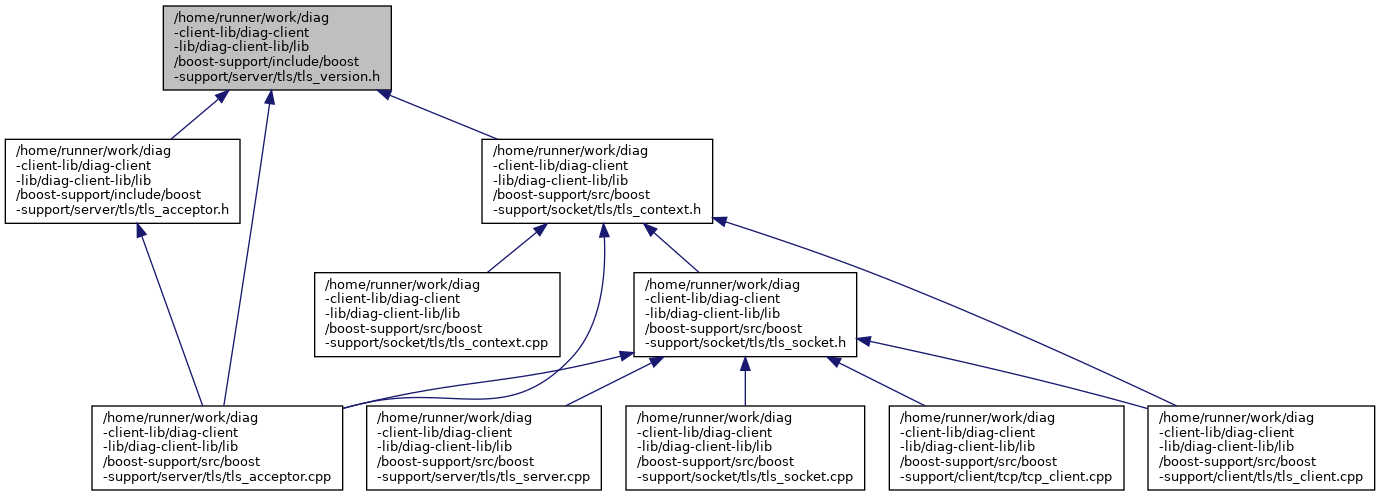 /home/runner/work/diag
-client-lib/diag-client
-lib/diag-client-lib/lib
/boost-support/include/boost
-support/server/tls/tls_version.h
/home/runner/work/diag
-client-lib/diag-client
-lib/diag-client-lib/lib
/boost-support/include/boost
-support/server/tls/tls_acceptor.h
/home/runner/work/diag
-client-lib/diag-client
-lib/diag-client-lib/lib
/boost-support/src/boost
-support/socket/tls/tls_context.h
/home/runner/work/diag
-client-lib/diag-client
-lib/diag-client-lib/lib
/boost-support/src/boost
-support/socket/tls/tls_context.cpp
/home/runner/work/diag
-client-lib/diag-client
-lib/diag-client-lib/lib
/boost-support/src/boost
-support/socket/tls/tls_socket.h
/home/runner/work/diag
-client-lib/diag-client
-lib/diag-client-lib/lib
/boost-support/src/boost
-support/server/tls/tls_acceptor.cpp
/home/runner/work/diag
-client-lib/diag-client
-lib/diag-client-lib/lib
/boost-support/src/boost
-support/server/tls/tls_server.cpp
/home/runner/work/diag
-client-lib/diag-client
-lib/diag-client-lib/lib
/boost-support/src/boost
-support/socket/tls/tls_socket.cpp
/home/runner/work/diag
-client-lib/diag-client
-lib/diag-client-lib/lib
/boost-support/src/boost
-support/client/tcp/tcp_client.cpp
/home/runner/work/diag
-client-lib/diag-client
-lib/diag-client-lib/lib
/boost-support/src/boost
-support/client/tls/tls_client.cpp